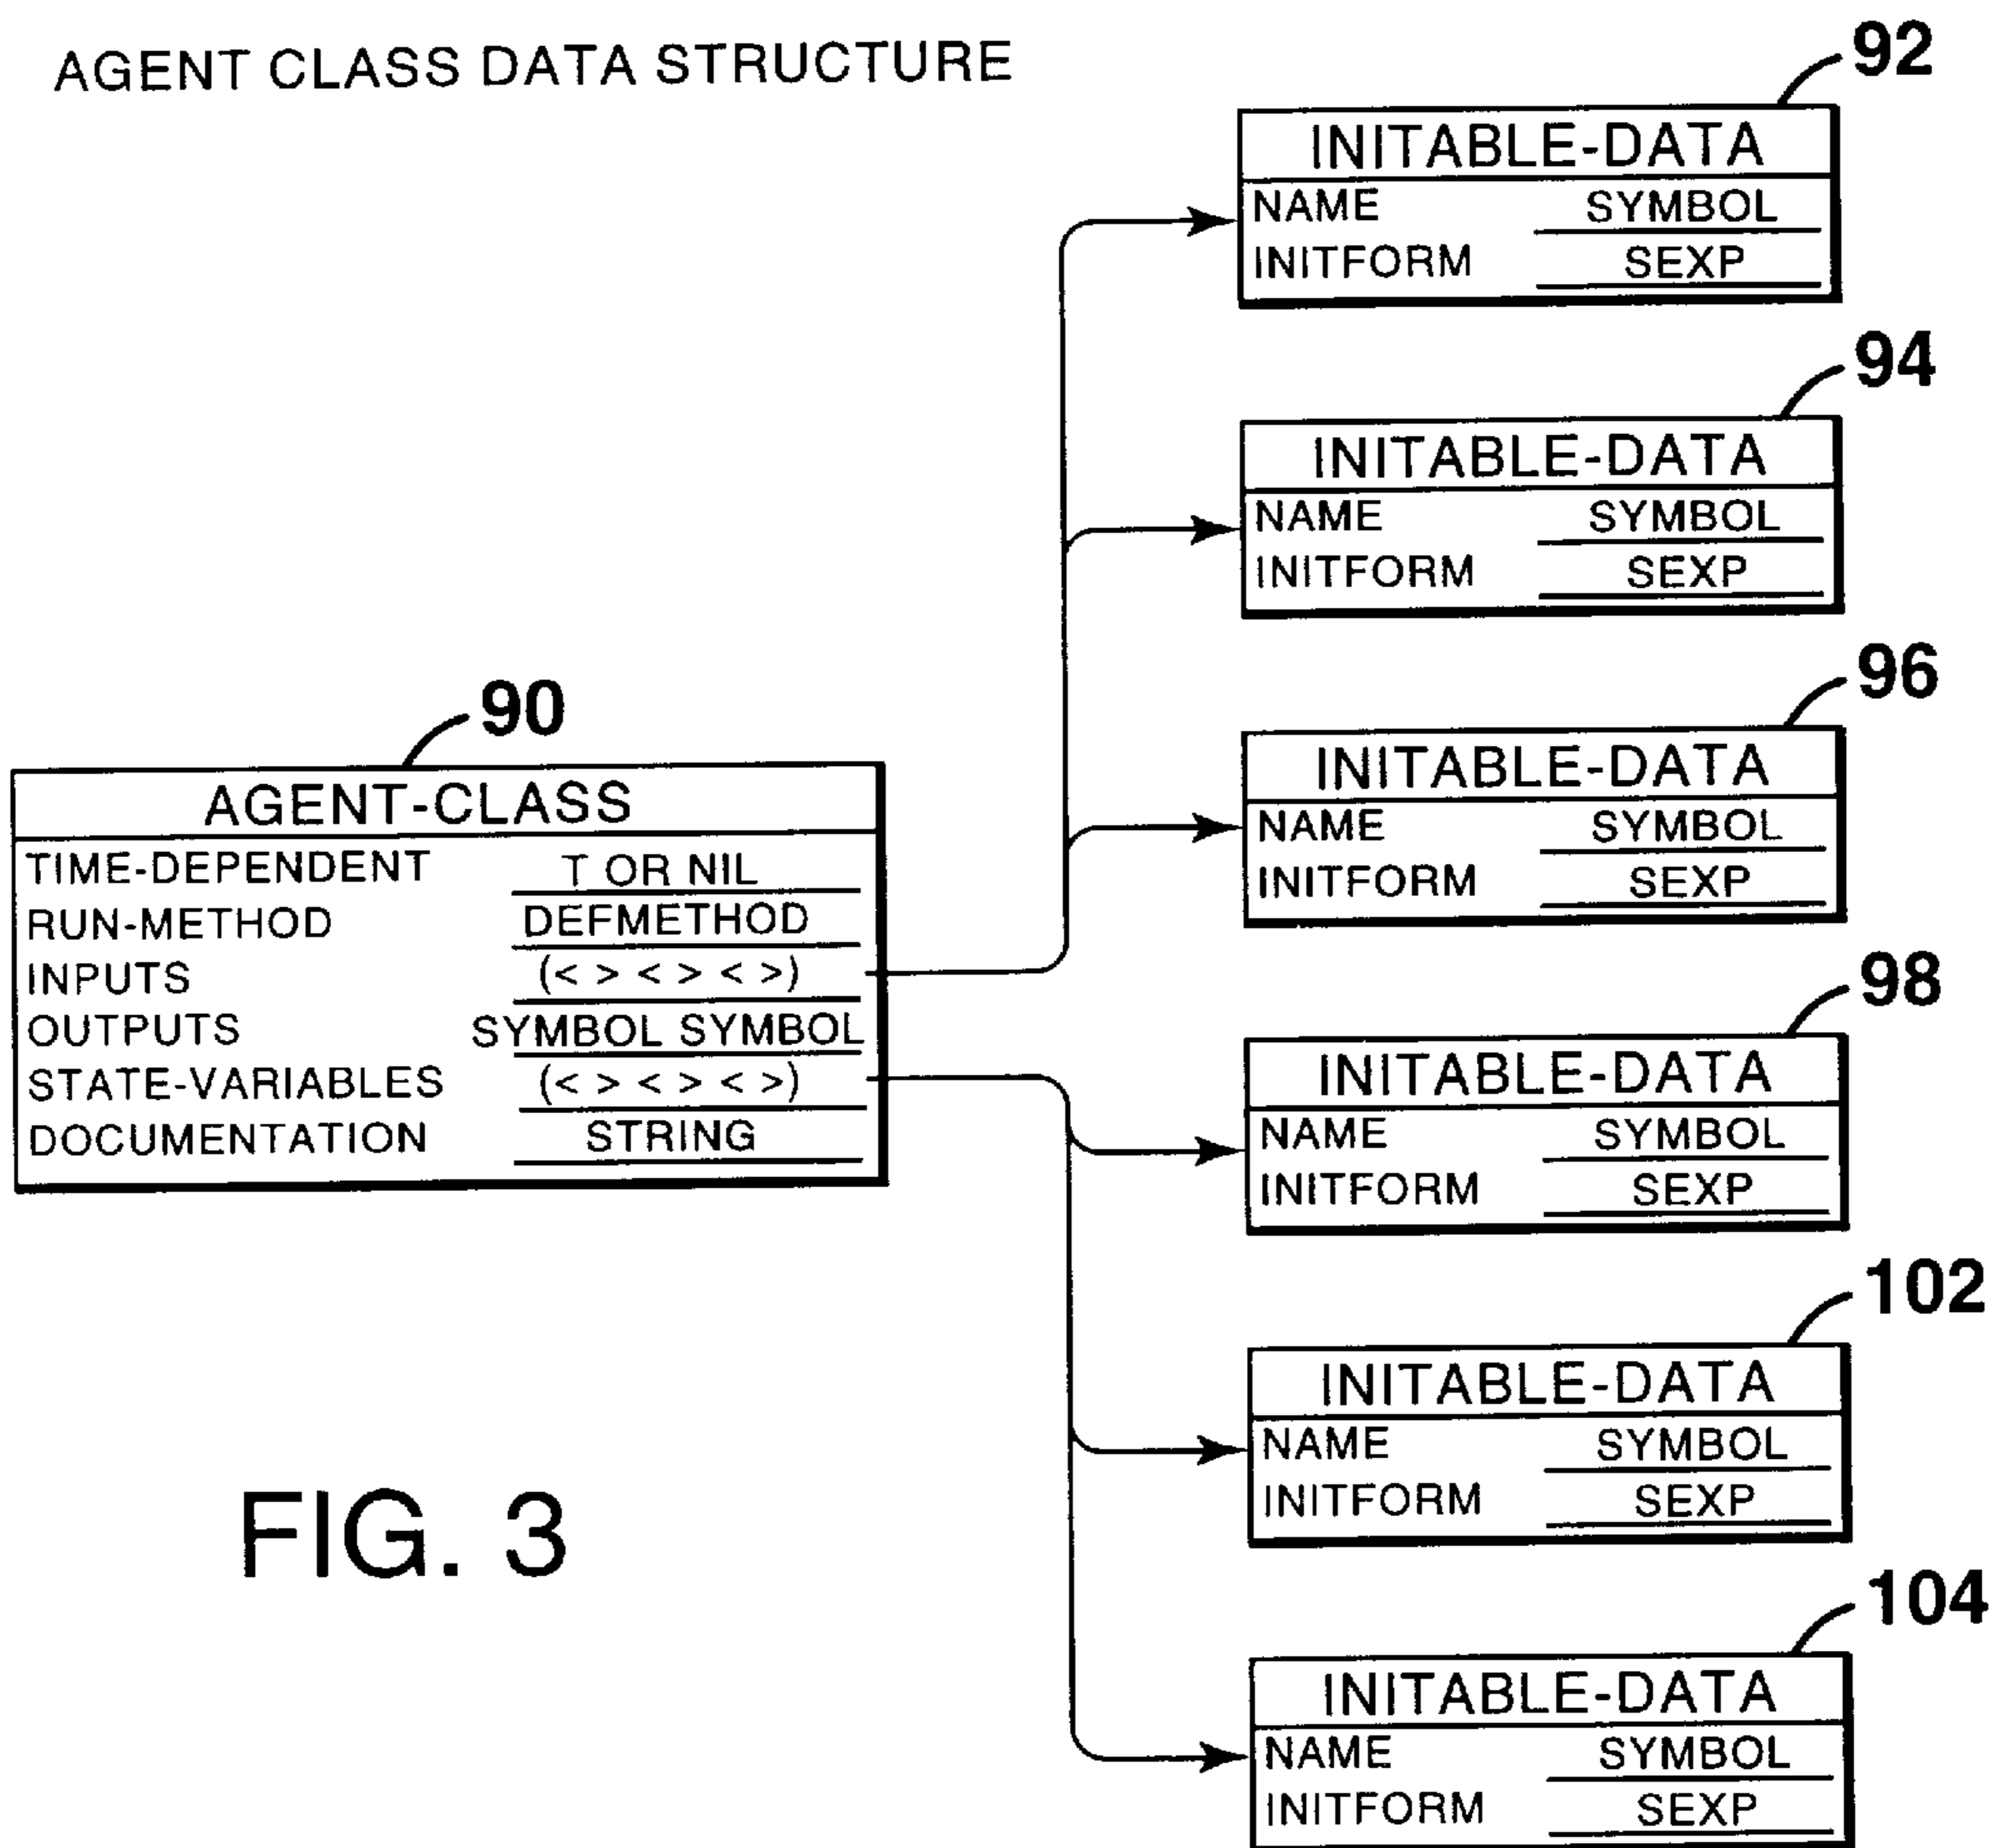 AGENT CLASS DATA STRUCTURE
92
INITABLE-DATA
NAME SYMBOL
INITFORM SEXP
94
INITABLE-DATA
NAME SYMBOL
INITFORM SEXP
96
INITABLE-DATA
NAME SYMBOL
INITFORM SEXP
90
AGENT-CLASS
TIME-DEPENDENT T OR NIL
RUN-METHOD DEFMETHOD
INPUTS (< > < > < >)
OUTPUTS SYMBOL SYMBOL
STATE-VARIABLES (< > < > < >)
DOCUMENTATION STRING
98
INITABLE-DATA
NAME SYMBOL
INITFORM SEXP
102
INITABLE-DATA
NAME SYMBOL
INITFORM SEXP
104
INITABLE-DATA
NAME SYMBOL
INITFORM SEXP
FIG. 3